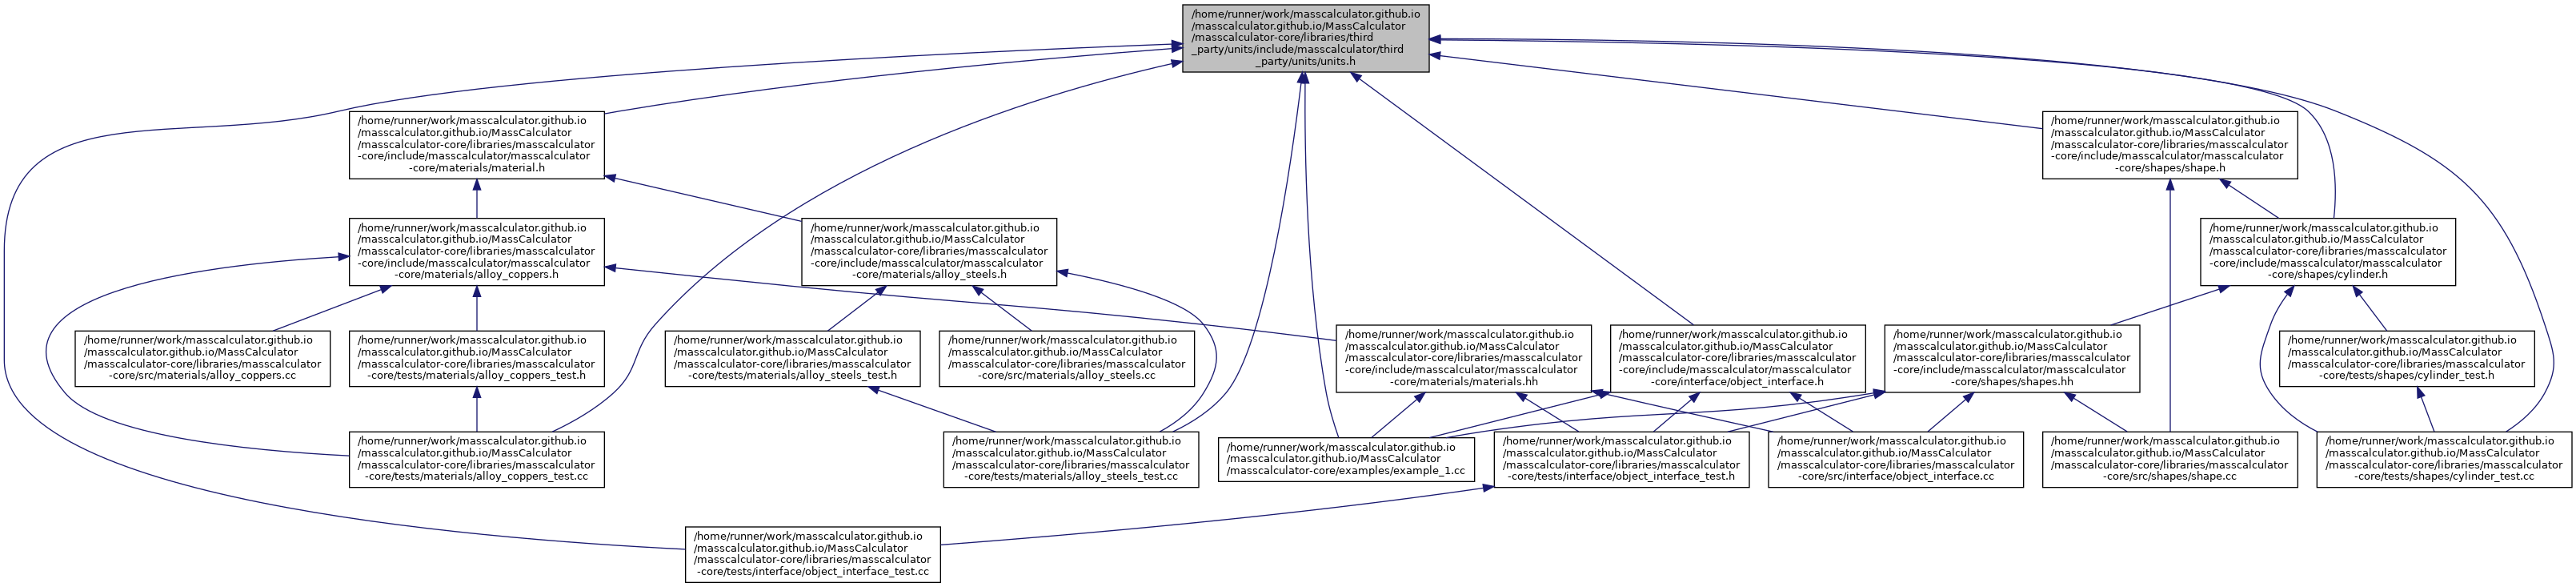 /home/runner/work/masscalculator.github.io
/masscalculator.github.io/MassCalculator
/masscalculator-core/libraries/third
_party/units/include/masscalculator/third
_party/units/units.h
/home/runner/work/masscalculator.github.io
/masscalculator.github.io/MassCalculator
/masscalculator-core/libraries/masscalculator
-core/include/masscalculator/masscalculator
-core/materials/material.h
/home/runner/work/masscalculator.github.io
/masscalculator.github.io/MassCalculator
/masscalculator-core/libraries/masscalculator
-core/include/masscalculator/masscalculator
-core/shapes/shape.h
/home/runner/work/masscalculator.github.io
/masscalculator.github.io/MassCalculator
/masscalculator-core/libraries/masscalculator
-core/include/masscalculator/masscalculator
-core/materials/alloy_coppers.h
/home/runner/work/masscalculator.github.io
/masscalculator.github.io/MassCalculator
/masscalculator-core/libraries/masscalculator
-core/include/masscalculator/masscalculator
-core/materials/alloy_steels.h
/home/runner/work/masscalculator.github.io
/masscalculator.github.io/MassCalculator
/masscalculator-core/libraries/masscalculator
-core/include/masscalculator/masscalculator
-core/shapes/cylinder.h
/home/runner/work/masscalculator.github.io
/masscalculator.github.io/MassCalculator
/masscalculator-core/libraries/masscalculator
-core/src/materials/alloy_coppers.cc
/home/runner/work/masscalculator.github.io
/masscalculator.github.io/MassCalculator
/masscalculator-core/libraries/masscalculator
-core/tests/materials/alloy_coppers_test.h
/home/runner/work/masscalculator.github.io
/masscalculator.github.io/MassCalculator
/masscalculator-core/libraries/masscalculator
-core/tests/materials/alloy_steels_test.h
/home/runner/work/masscalculator.github.io
/masscalculator.github.io/MassCalculator
/masscalculator-core/libraries/masscalculator
-core/src/materials/alloy_steels.cc
/home/runner/work/masscalculator.github.io
/masscalculator.github.io/MassCalculator
/masscalculator-core/libraries/masscalculator
-core/include/masscalculator/masscalculator
-core/materials/materials.hh
/home/runner/work/masscalculator.github.io
/masscalculator.github.io/MassCalculator
/masscalculator-core/libraries/masscalculator
-core/include/masscalculator/masscalculator
-core/interface/object_interface.h
/home/runner/work/masscalculator.github.io
/masscalculator.github.io/MassCalculator
/masscalculator-core/libraries/masscalculator
-core/include/masscalculator/masscalculator
-core/shapes/shapes.hh
/home/runner/work/masscalculator.github.io
/masscalculator.github.io/MassCalculator
/masscalculator-core/libraries/masscalculator
-core/tests/shapes/cylinder_test.h
/home/runner/work/masscalculator.github.io
/masscalculator.github.io/MassCalculator
/masscalculator-core/libraries/masscalculator
-core/tests/materials/alloy_coppers_test.cc
/home/runner/work/masscalculator.github.io
/masscalculator.github.io/MassCalculator
/masscalculator-core/libraries/masscalculator
-core/tests/materials/alloy_steels_test.cc
/home/runner/work/masscalculator.github.io
/masscalculator.github.io/MassCalculator
/masscalculator-core/examples/example_1.cc
/home/runner/work/masscalculator.github.io
/masscalculator.github.io/MassCalculator
/masscalculator-core/libraries/masscalculator
-core/tests/interface/object_interface_test.h
/home/runner/work/masscalculator.github.io
/masscalculator.github.io/MassCalculator
/masscalculator-core/libraries/masscalculator
-core/src/interface/object_interface.cc
/home/runner/work/masscalculator.github.io
/masscalculator.github.io/MassCalculator
/masscalculator-core/libraries/masscalculator
-core/src/shapes/shape.cc
/home/runner/work/masscalculator.github.io
/masscalculator.github.io/MassCalculator
/masscalculator-core/libraries/masscalculator
-core/tests/shapes/cylinder_test.cc
/home/runner/work/masscalculator.github.io
/masscalculator.github.io/MassCalculator
/masscalculator-core/libraries/masscalculator
-core/tests/interface/object_interface_test.cc